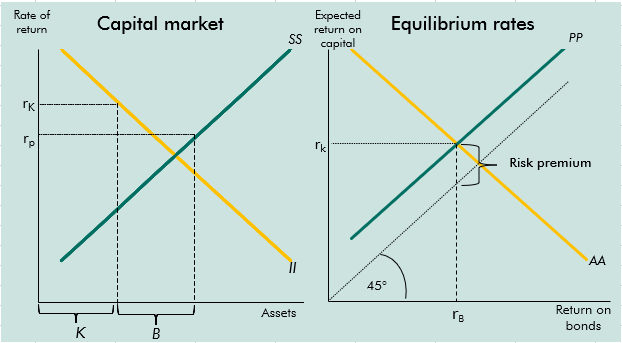 Rate of
return
Capital market
SS
rK
rp
II
Assets
K
B
Expected
return on
capital
Equilibrium rates
PP
rk
Risk premium
45°
AA
rB
Return on
bonds